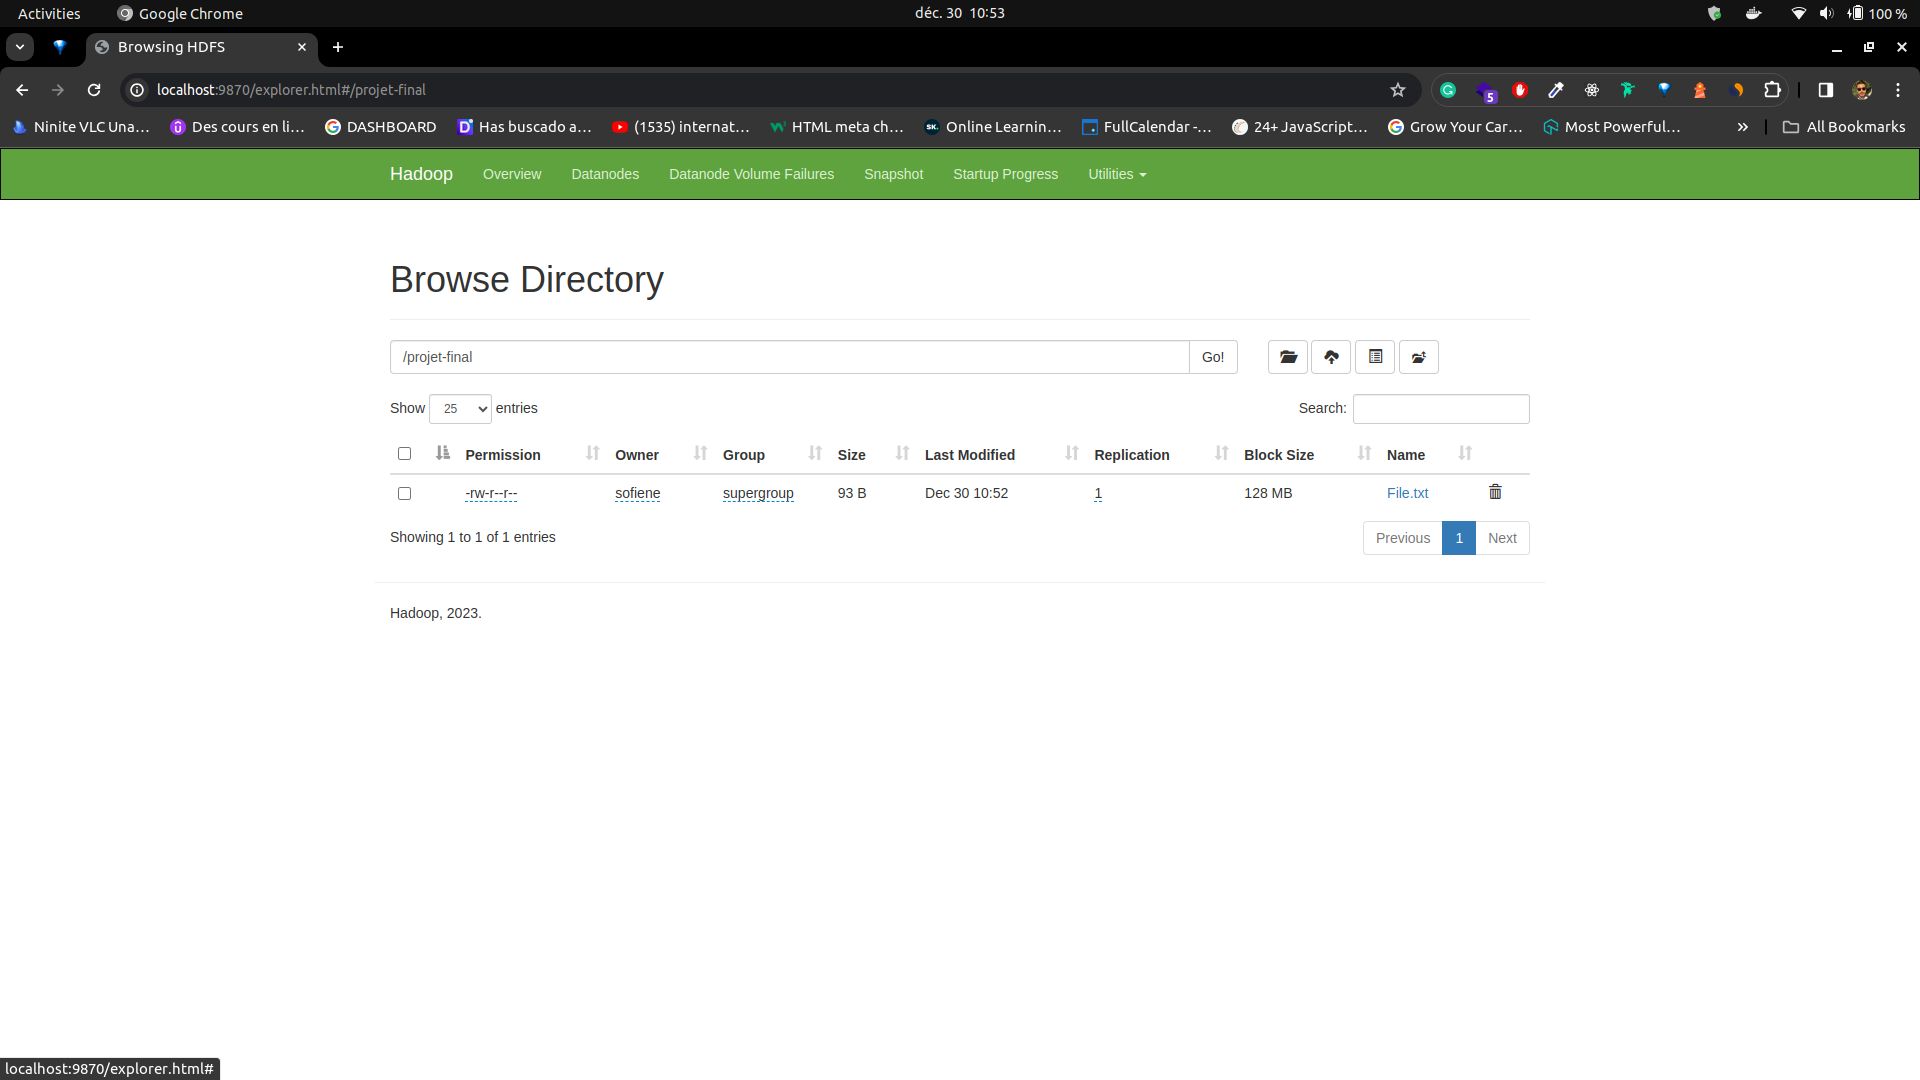 Activities Google Chrome déc. 30 10:53 100 %
Browsing HDFS
localhost:9870/explorer.html#/projet-final 5
Ninite VLC Una... Des cours en li... DASHBOARD Has buscado a... (1535) internat... HTML meta ch... SK. Online Learnin... FullCalendar -... 24+ JavaScript... Grow Your Car... Most Powerful... » All Bookmarks
Hadoop Overview Datanodes Datanode Volume Failures Snapshot Startup Progress Utilities
Browse Directory
/projet-final Go!
Show 25 entries Search:
Permission Owner Group Size Last Modified Replication Block Size Name
-rw-r--r-- sofiene supergroup 93 B Dec 30 10:52 1 128 MB File.txt
Showing 1 to 1 of 1 entries Previous 1 Next
Hadoop, 2023.
localhost:9870/explorer.html#